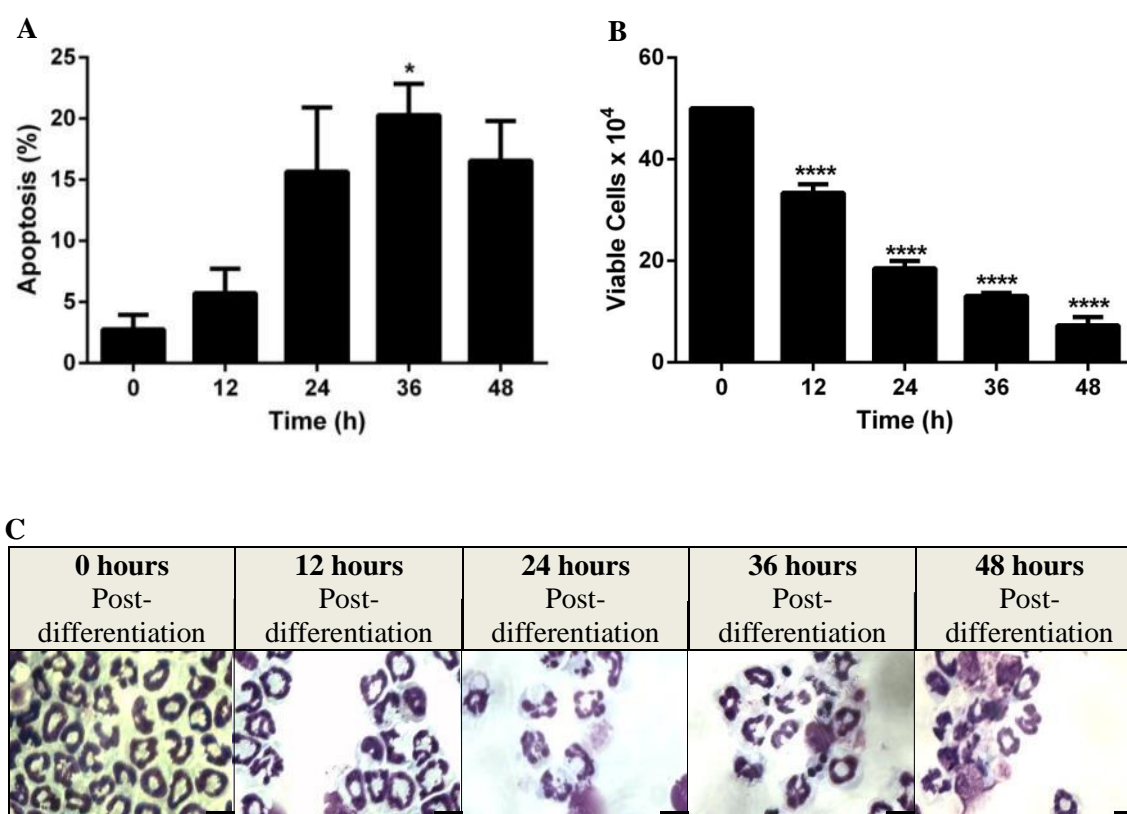 A
25
20
15
10
5
0
Apoptosis (%)
*
0 12 24 36 48
Time (h)
B
60
40
20
0
Viable Cells x 10⁴
****
****
****
****
0 12 24 36 48
Time (h)
C
0 hours
Post-
differentiation
12 hours
Post-
differentiation
24 hours
Post-
differentiation
36 hours
Post-
differentiation
48 hours
Post-
differentiation